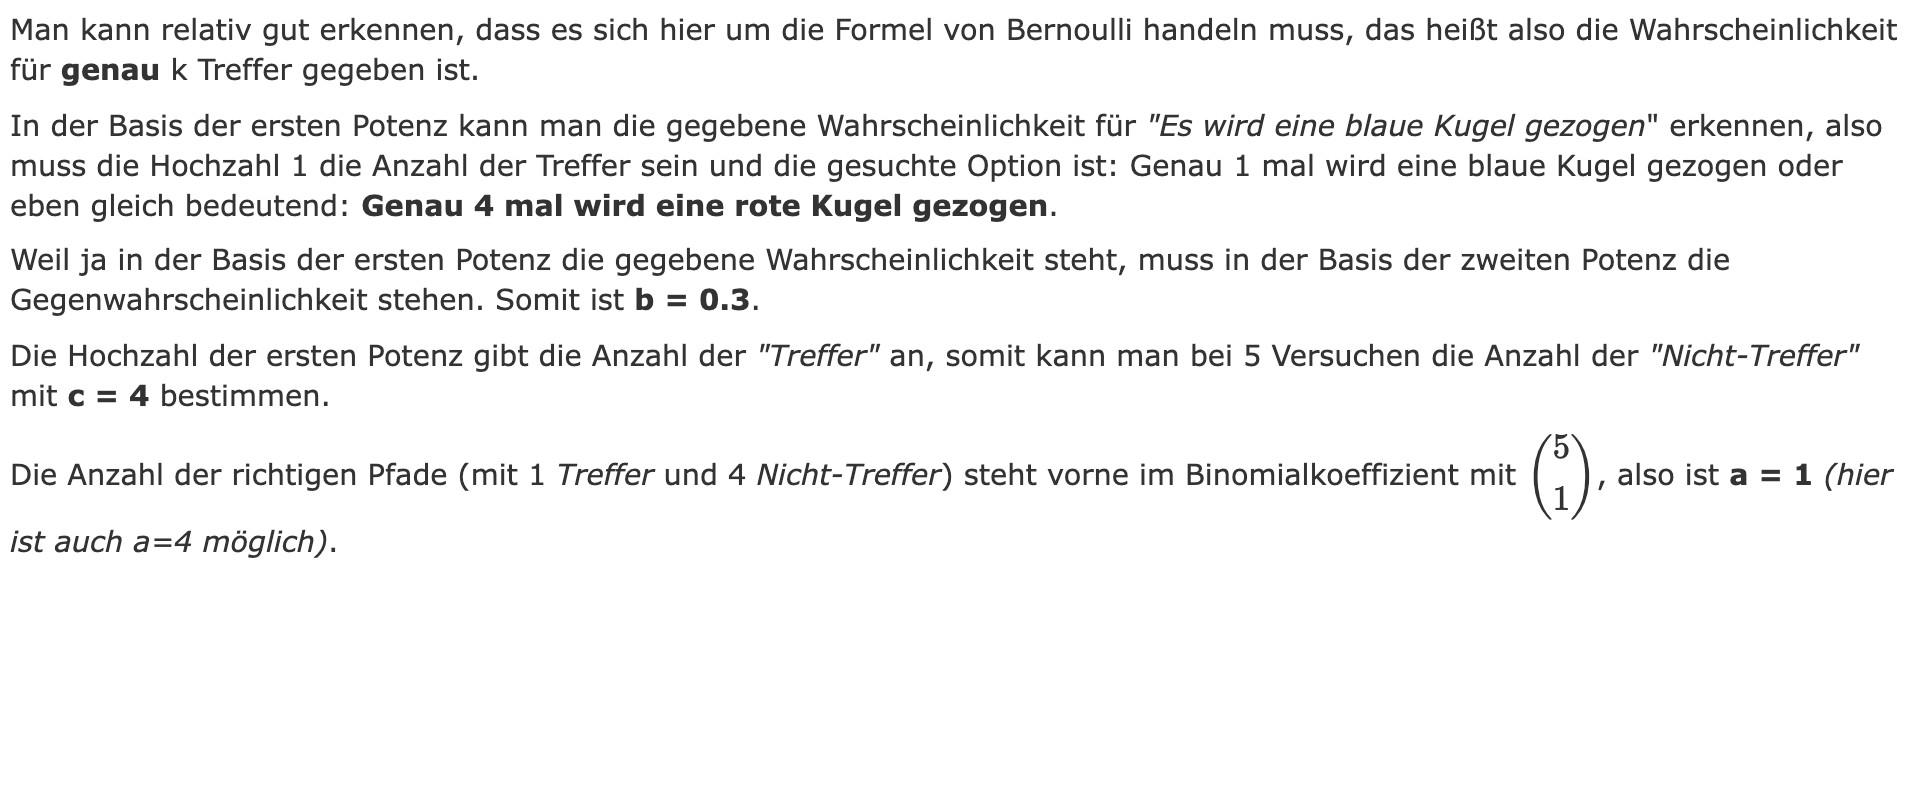 Man kann relativ gut erkennen, dass es sich hier um die Formel von Bernoulli handeln muss, das heißt also die Wahrscheinlichkeit
für genau k Treffer gegeben ist.
In der Basis der ersten Potenz kann man die gegebene Wahrscheinlichkeit für "Es wird eine blaue Kugel gezogen" erkennen, also
muss die Hochzahl 1 die Anzahl der Treffer sein und die gesuchte Option ist: Genau 1 mal wird eine blaue Kugel gezogen oder
eben gleich bedeutend: Genau 4 mal wird eine rote Kugel gezogen.
Weil ja in der Basis der ersten Potenz die gegebene Wahrscheinlichkeit steht, muss in der Basis der zweiten Potenz die
Gegenwahrscheinlichkeit stehen. Somit ist b = 0.3.
Die Hochzahl der ersten Potenz gibt die Anzahl der "Treffer" an, somit kann man bei 5 Versuchen die Anzahl der "Nicht-Treffer"
mit c = 4 bestimmen.
Die Anzahl der richtigen Pfade (mit 1 Treffer und 4 Nicht-Treffer) steht vorne im Binomialkoeffizient mit (5 1), also ist a = 1 (hier
ist auch a=4 möglich).